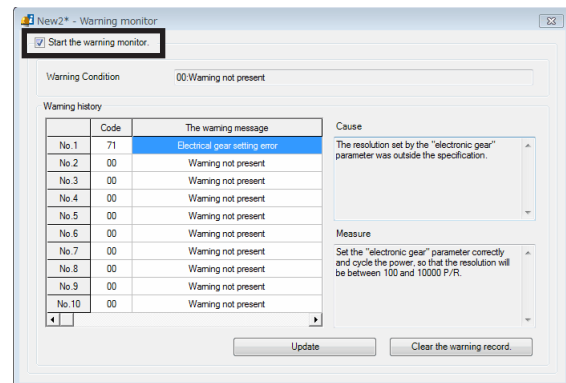 New2* - Warning monitor
Start the warning monitor.
Warning Condition
00:Warning not present
Warning history
Code The warning message
No.1 71 Electrical gear setting error
No.2 00 Warning not present
No.3 00 Warning not present
No.4 00 Warning not present
No.5 00 Warning not present
No.6 00 Warning not present
No.7 00 Warning not present
No.8 00 Warning not present
No.9 00 Warning not present
No.10 00 Warning not present
Cause
The resolution set by the "electronic gear"
parameter was outside the specification.
Measure
Set the "electronic gear" parameter correctly
and cycle the power, so that the resolution will
be between 100 and 10000 P/R.
Update
Clear the warning record.